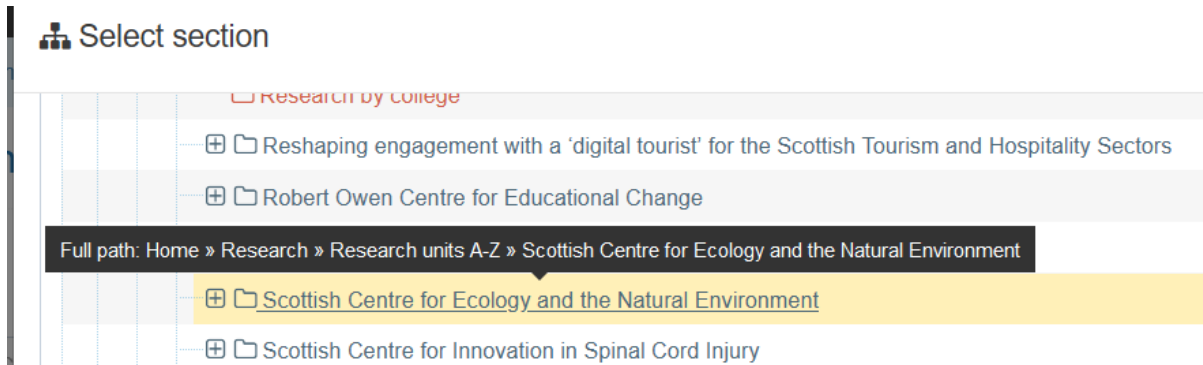 Select section
Research by college
Reshaping engagement with a ‘digital tourist’ for the Scottish Tourism and Hospitality Sectors
Robert Owen Centre for Educational Change
Full path: Home » Research » Research units A-Z » Scottish Centre for Ecology and the Natural Environment
Scottish Centre for Ecology and the Natural Environment
Scottish Centre for Innovation in Spinal Cord Injury